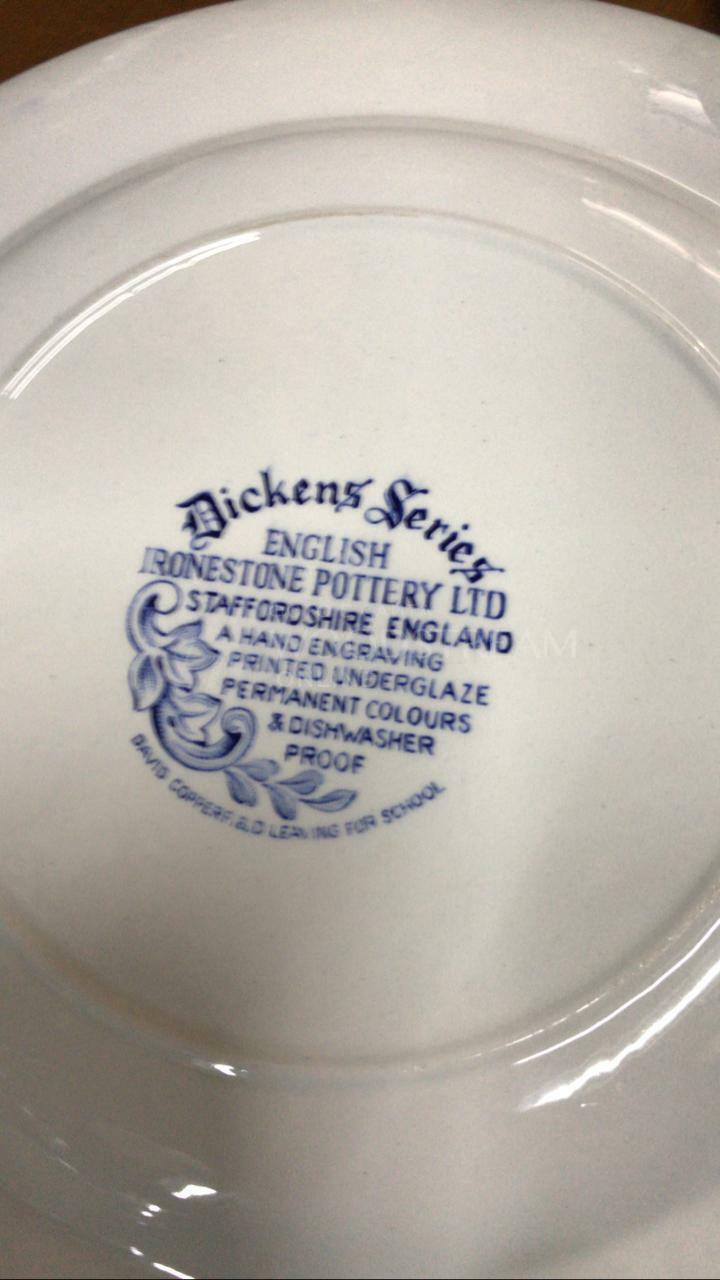 Dickens Series
ENGLISH
IRONESTONE POTTERY LTD
STAFFORDSHIRE ENGLAND
A HAND ENGRAVING
PRINTED UNDERGLAZE
PERMANENT COLOURS
& DISHWASHER
PROOF
DAVID COPPERFIELD LEAVING FOR SCHOOL